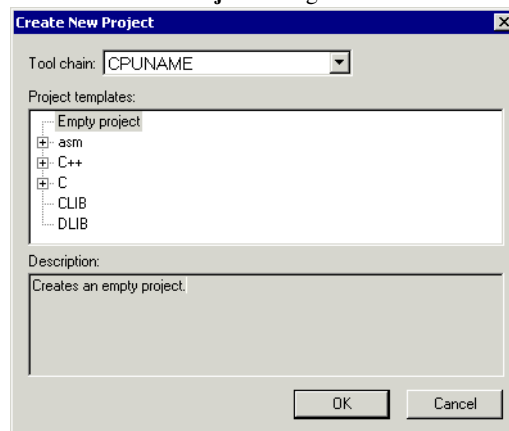 Create New Project
Tool chain: CPUNAME
Project templates:
Empty project
asm
C++
C
CLIB
DLIB
Description:
Creates an empty project.
OK Cancel